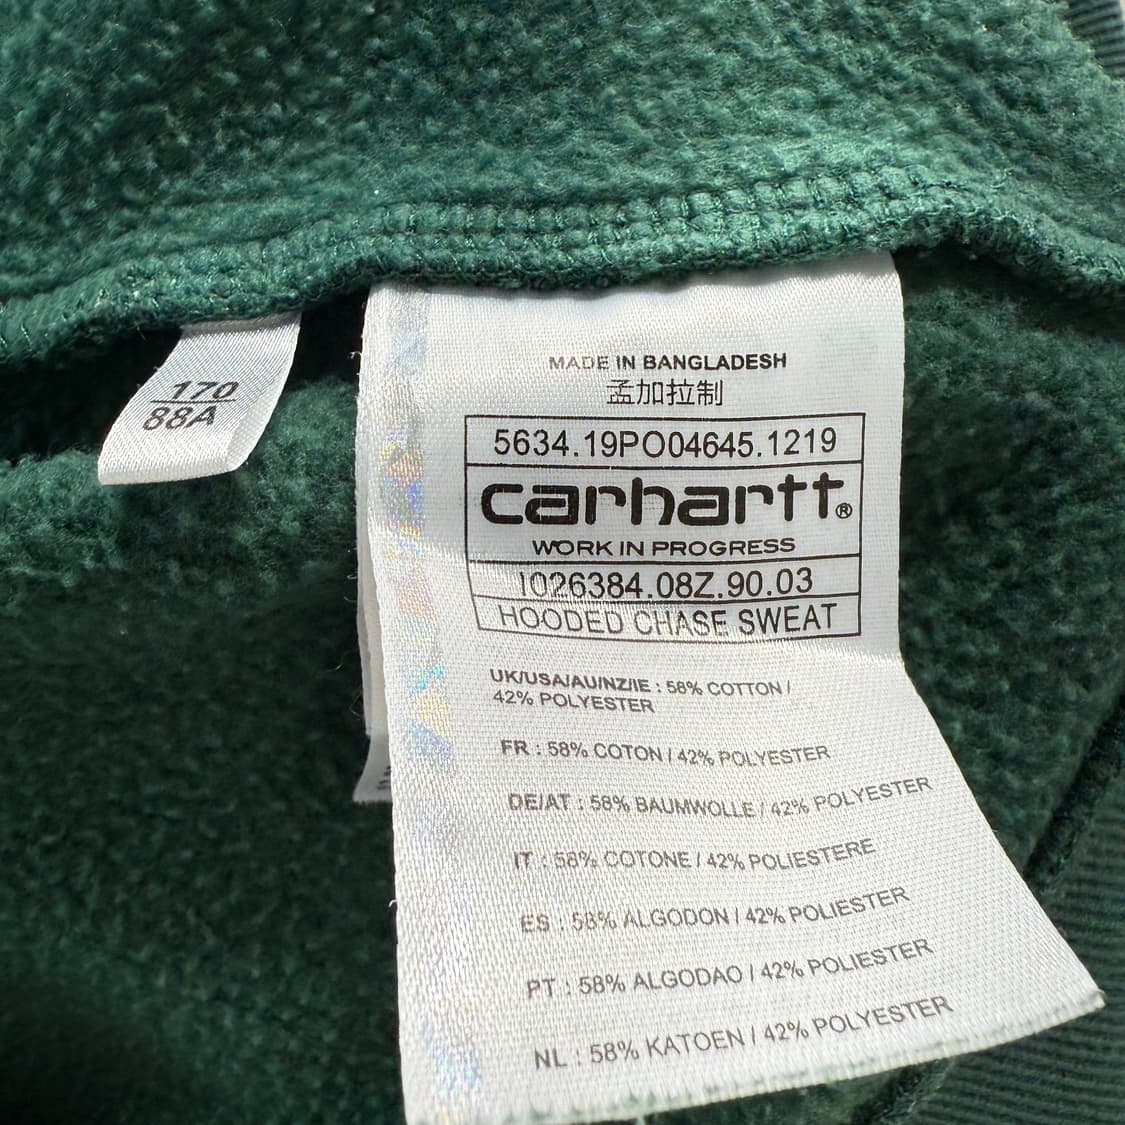 170
88A
MADE IN BANGLADESH
孟加拉制
5634.19PO04645.1219
carhartt®
WORK IN PROGRESS
I026384.08Z.90.03
HOODED CHASE SWEAT
UK/USA/AU/NZ/IE : 58% COTTON /
42% POLYESTER
FR : 58% COTON / 42% POLYESTER
DE/AT : 58% BAUMWOLLE / 42% POLYESTER
IT : 58% COTONE / 42% POLIESTERE
ES : 58% ALGODON / 42% POLIESTER
PT : 58% ALGODAO / 42% POLIESTER
NL : 58% KATOEN / 42% POLYESTER